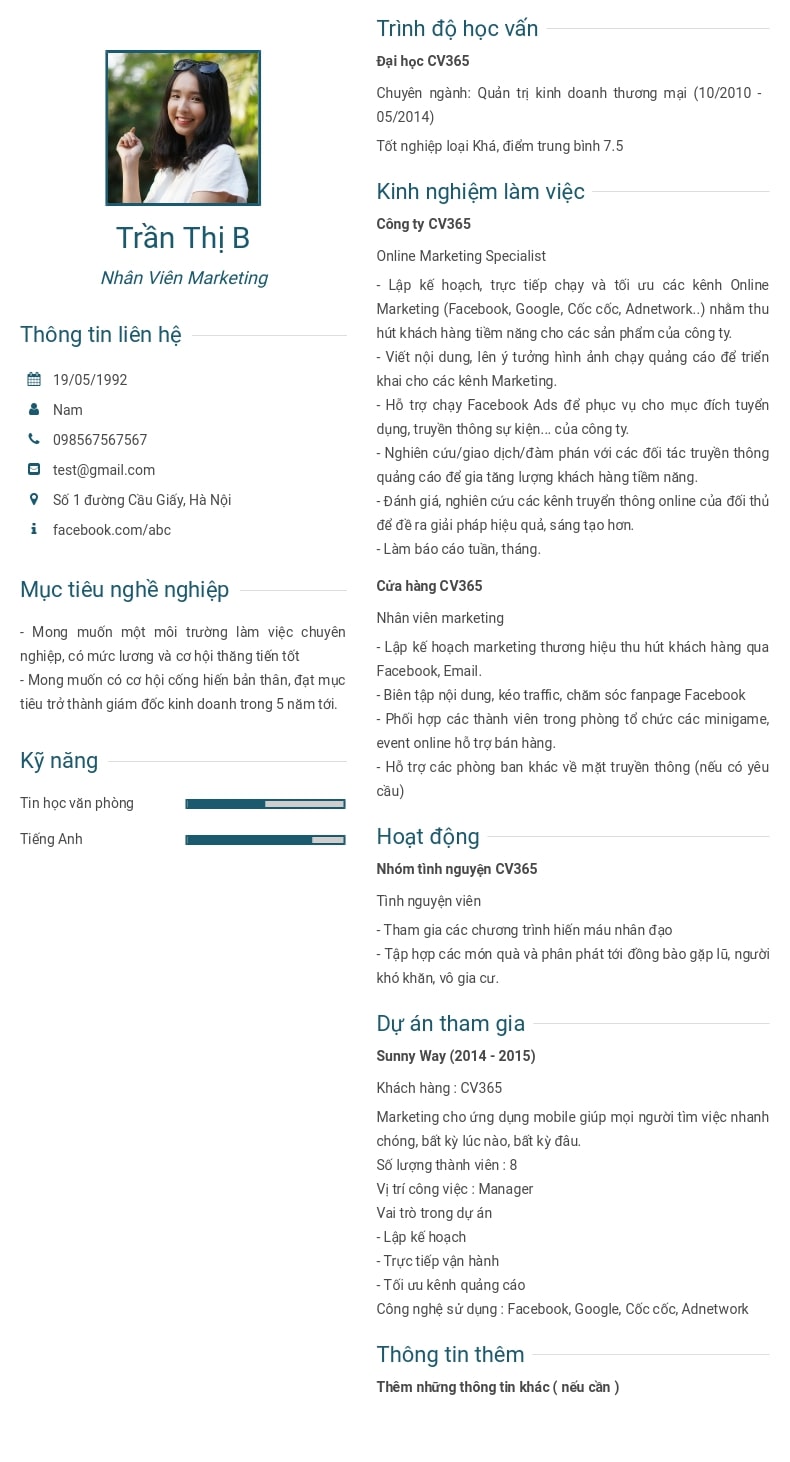 Trần Thị B
Nhân Viên Marketing
Thông tin liên hệ
19/05/1992
Nam
098567567567
test@gmail.com
Số 1 đường Cầu Giấy, Hà Nội
facebook.com/abc
Mục tiêu nghề nghiệp
- Mong muốn một môi trường làm việc chuyên
nghiệp, có mức lương và cơ hội thăng tiến tốt
- Mong muốn có cơ hội cống hiến bản thân, đạt mục
tiêu trở thành giám đốc kinh doanh trong 5 năm tới.
Kỹ năng
Tin học văn phòng
Tiếng Anh
Trình độ học vấn
Đại học CV365
Chuyên ngành: Quản trị kinh doanh thương mại (10/2010 -
05/2014)
Tốt nghiệp loại Khá, điểm trung bình 7.5
Kinh nghiệm làm việc
Công ty CV365
Online Marketing Specialist
- Lập kế hoạch, trực tiếp chạy và tối ưu các kênh Online
Marketing (Facebook, Google, Cốc cốc, Adnetwork..) nhằm thu
hút khách hàng tiềm năng cho các sản phẩm của công ty.
- Viết nội dung, lên ý tưởng hình ảnh chạy quảng cáo để triển
khai cho các kênh Marketing.
- Hỗ trợ chạy Facebook Ads để phục vụ cho mục đích tuyển
dụng, truyền thông sự kiện... của công ty.
- Nghiên cứu/giao dịch/đàm phán với các đối tác truyền thông
quảng cáo để gia tăng lượng khách hàng tiềm năng.
- Đánh giá, nghiên cứu các kênh truyển thông online của đối thủ
để đề ra giải pháp hiệu quả, sáng tạo hơn.
- Làm báo cáo tuần, tháng.
Cửa hàng CV365
Nhân viên marketing
- Lập kế hoạch marketing thương hiệu thu hút khách hàng qua
Facebook, Email.
- Biên tập nội dung, kéo traffic, chăm sóc fanpage Facebook
- Phối hợp các thành viên trong phòng tổ chức các minigame,
event online hỗ trợ bán hàng.
- Hỗ trợ các phòng ban khác về mặt truyền thông (nếu có yêu
cầu)
Hoạt động
Nhóm tình nguyện CV365
Tình nguyện viên
- Tham gia các chương trình hiến máu nhân đạo
- Tập hợp các món quà và phân phát tới đồng bào gặp lũ, người
khó khăn, vô gia cư.
Dự án tham gia
Sunny Way (2014 - 2015)
Khách hàng : CV365
Marketing cho ứng dụng mobile giúp mọi người tìm việc nhanh
chóng, bất kỳ lúc nào, bất kỳ đâu.
Số lượng thành viên : 8
Vị trí công việc : Manager
Vai trò trong dự án
- Lập kế hoạch
- Trực tiếp vận hành
- Tối ưu kênh quảng cáo
Công nghệ sử dụng : Facebook, Google, Cốc cốc, Adnetwork
Thông tin thêm
Thêm những thông tin khác ( nếu cần )